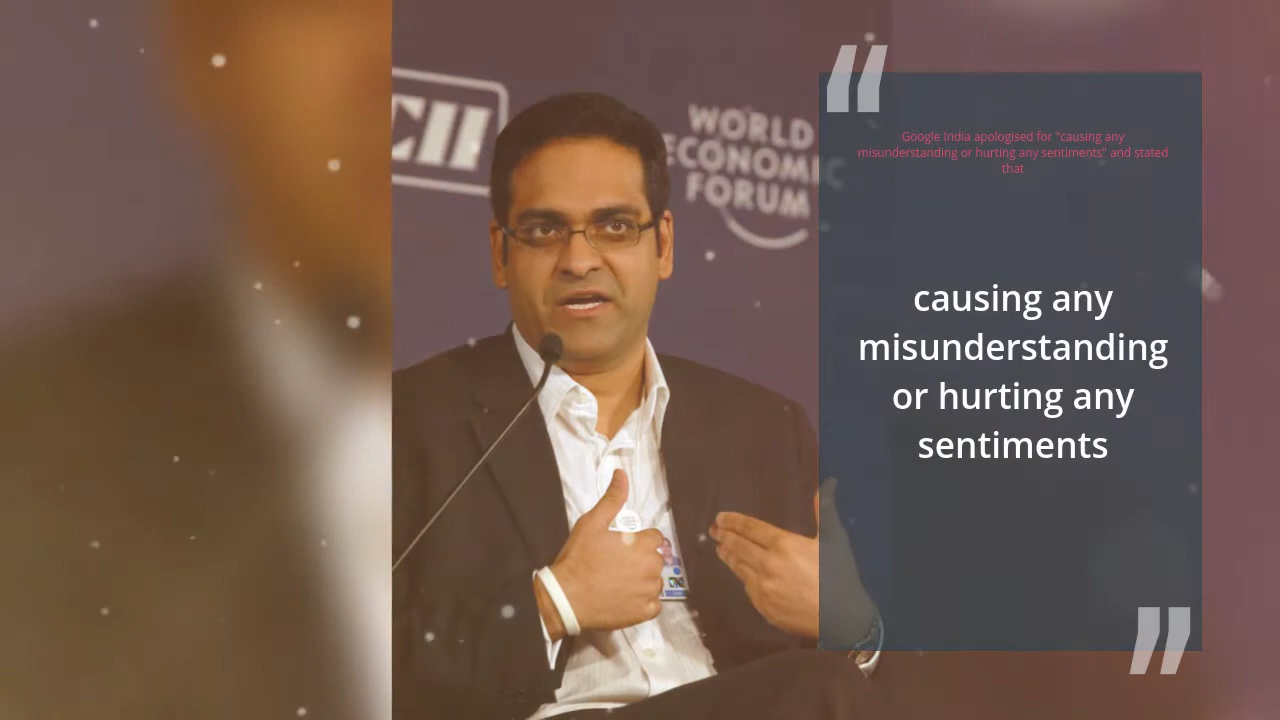 CII
WORLD
ECONOMIC
FORUM
“
Google India apologised for "causing any
misunderstanding or hurting any sentiments" and stated
that
causing any
misunderstanding
or hurting any
sentiments
”